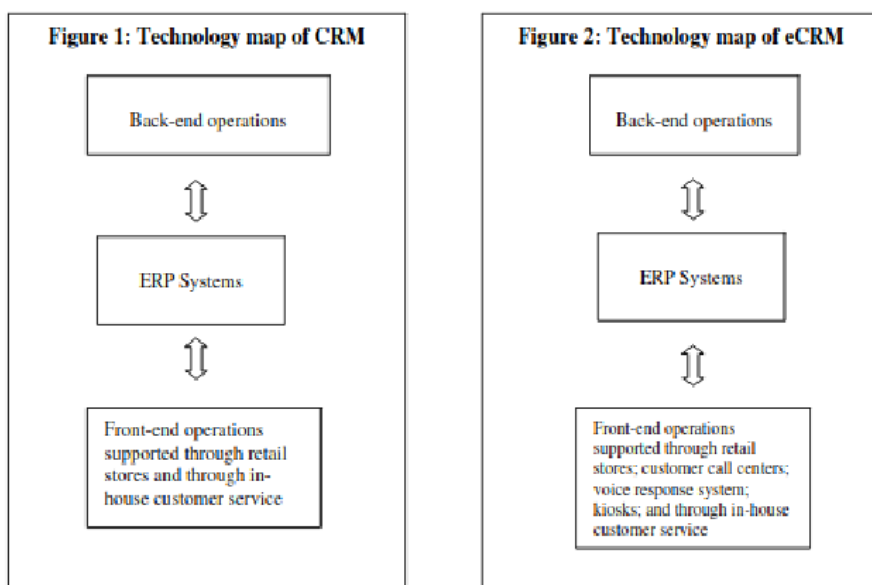 Figure 1: Technology map of CRM
Back-end operations
ERP Systems
Front-end operations
supported through retail
stores and through in-
house customer service
Figure 2: Technology map of eCRM
Back-end operations
ERP Systems
Front-end operations
supported through retail
stores; customer call centers;
voice response system;
kiosks; and through in-house
customer service